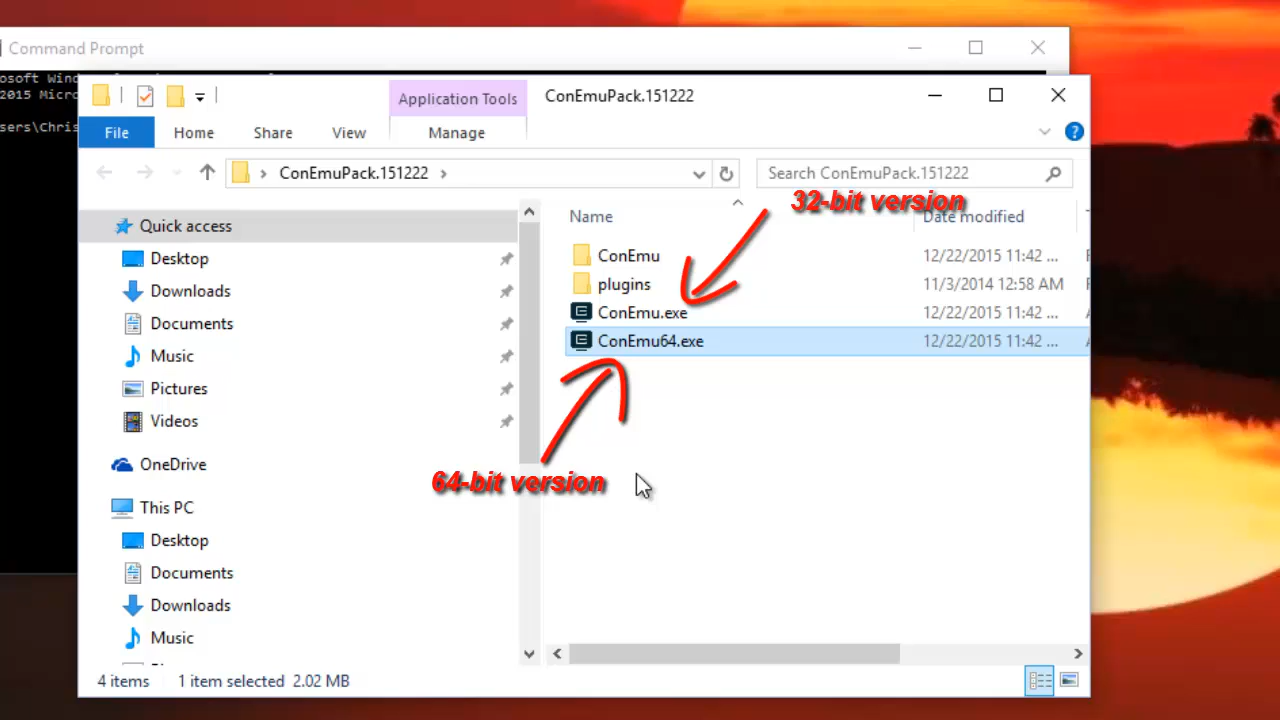 Command Prompt
osoft Wind
2015 Micro
sers\Chris
Application Tools
ConEmuPack.151222
File
Home
Share
View
Manage
ConEmuPack.151222
Search ConEmuPack.151222
32-bit version
Name
Date modified
Quick access
Desktop
Downloads
Documents
Music
Pictures
Videos
OneDrive
This PC
Desktop
Documents
Downloads
Music
ConEmu 12/22/2015 11:42 ...
plugins 11/3/2014 12:58 AM
ConEmu.exe 12/22/2015 11:42 ...
ConEmu64.exe 12/22/2015 11:42 ...
64-bit version
4 items 1 item selected 2.02 MB